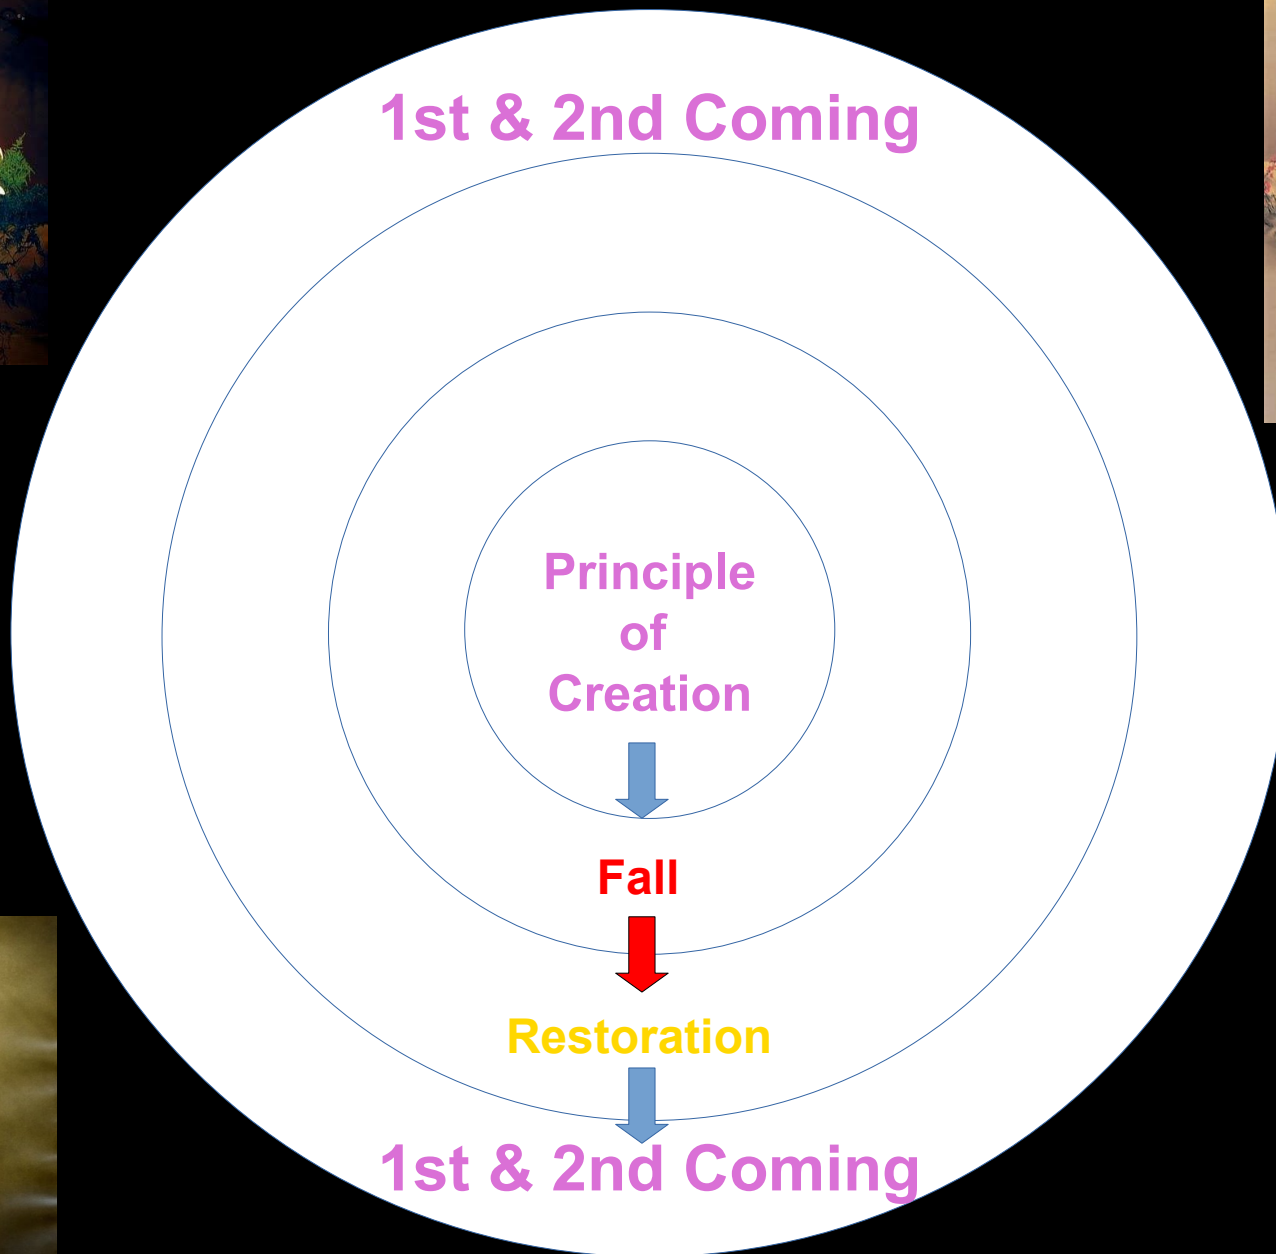 1st & 2nd Coming
Principle
of
Creation
Fall
Restoration
1st & 2nd Coming